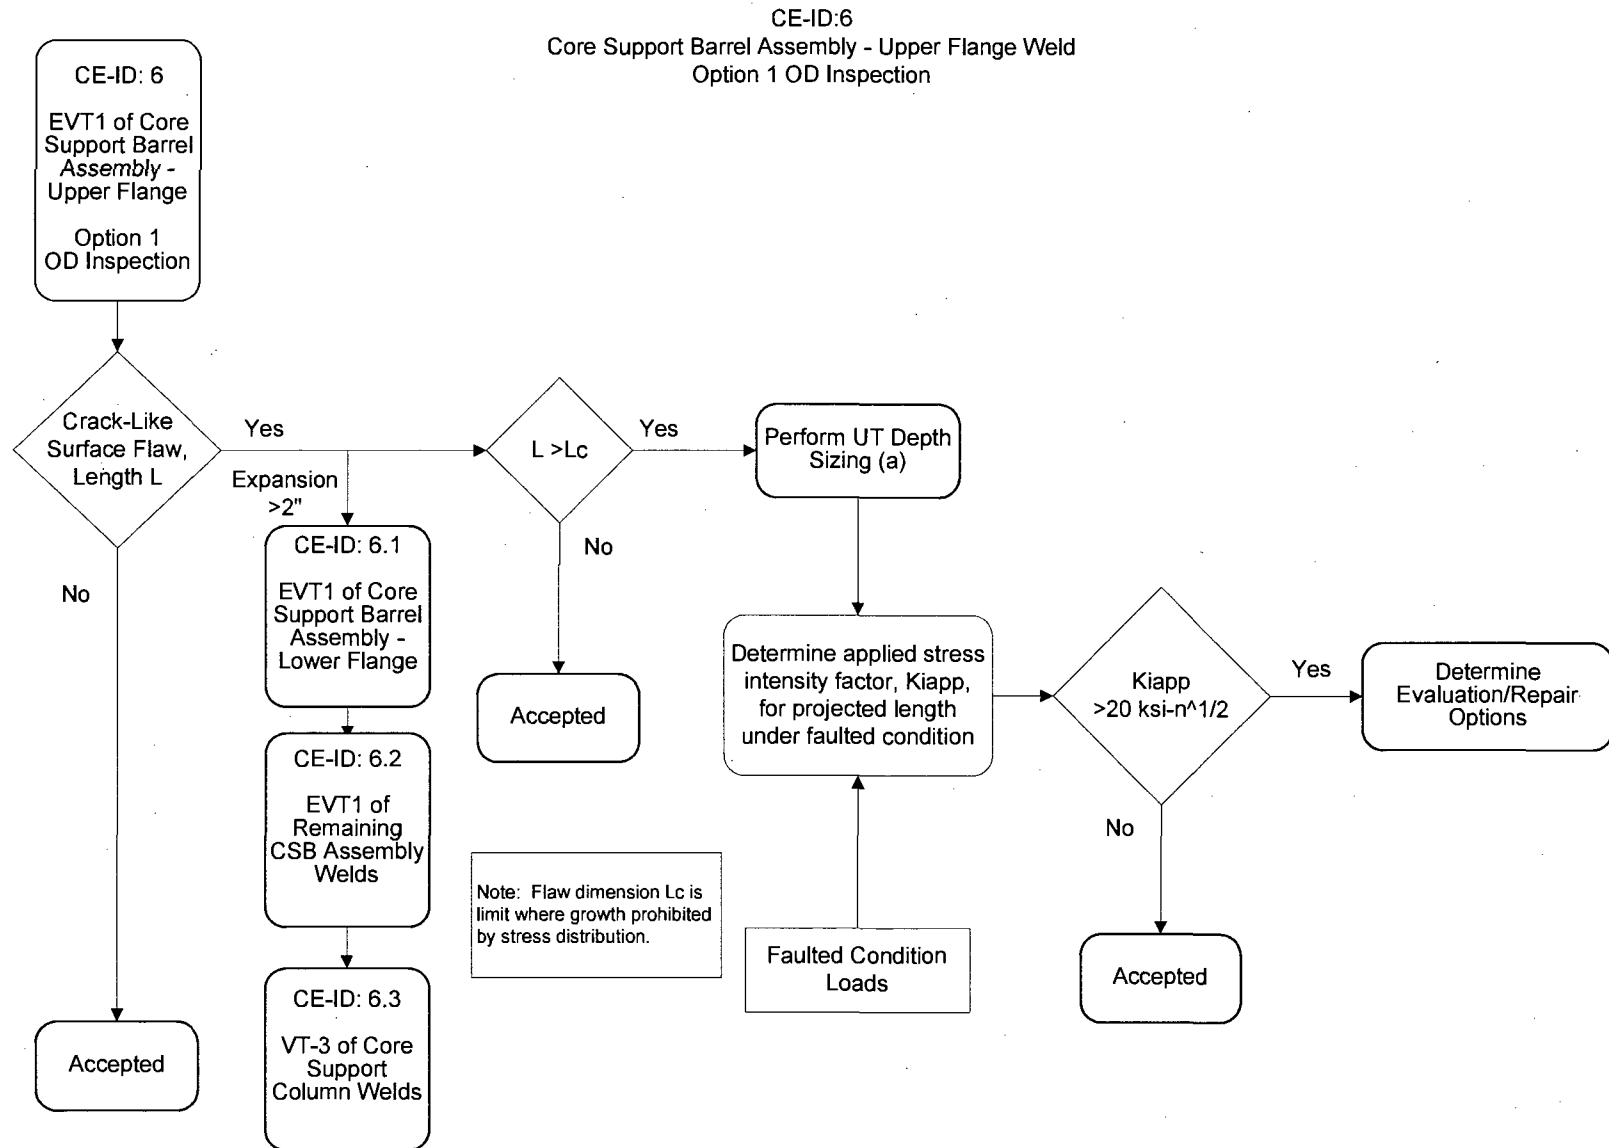 CE-ID:6
Core Support Barrel Assembly - Upper Flange Weld
Option 1 OD Inspection
CE-ID: 6
EVT1 of Core
Support Barrel
Assembly -
Upper Flange
Option 1
OD Inspection
Crack-Like
Surface Flaw,
Length L
Yes
Expansion
>2"
No
Accepted
CE-ID: 6.1
EVT1 of Core
Support Barrel
Assembly -
Lower Flange
CE-ID: 6.2
EVT1 of
Remaining
CSB Assembly
Welds
CE-ID: 6.3
VT-3 of Core
Support
Column Welds
L >Lc
Yes
No
Accepted
Note: Flaw dimension Lc is
limit where growth prohibited
by stress distribution.
Perform UT Depth
Sizing (a)
Determine applied stress
intensity factor, Kiapp,
for projected length
under faulted condition
Faulted Condition
Loads
Kiapp
>20 ksi-n^1/2
Yes
No
Accepted
Determine
Evaluation/Repair
Options